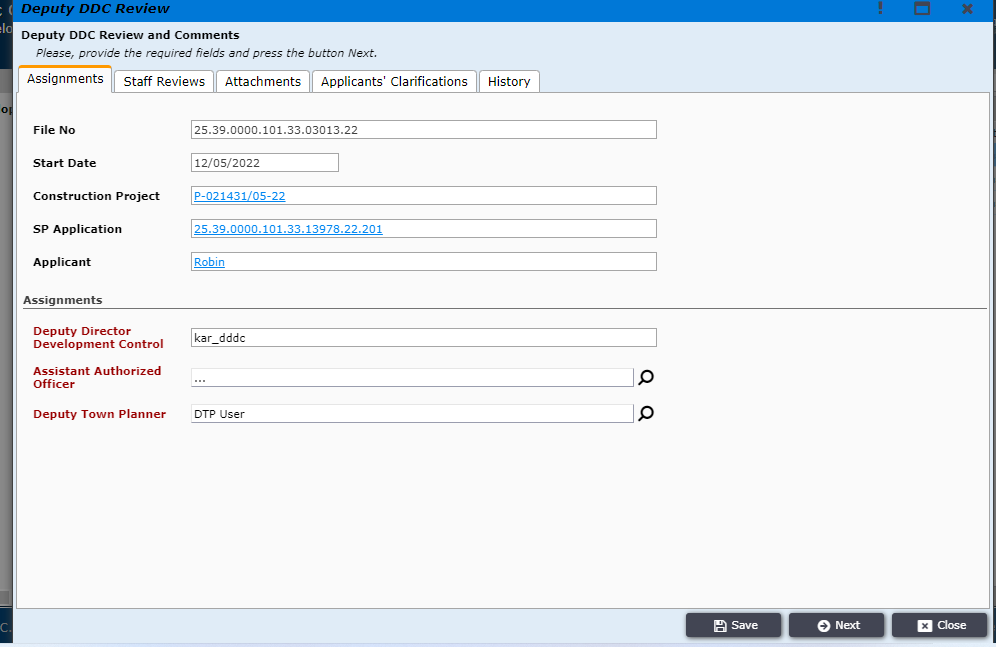 Deputy DDC Review
Deputy DDC Review and Comments
Please, provide the required fields and press the button Next.
Assignments Staff Reviews Attachments Applicants' Clarifications History
File No 25.39.0000.101.33.03013.22
Start Date 12/05/2022
Construction Project P-021431/05-22
SP Application 25.39.0000.101.33.13978.22.201
Applicant Robin
Assignments
Deputy Director
Development Control kar_dddc
Assistant Authorized
Officer ...
Deputy Town Planner DTP User
Save Next Close